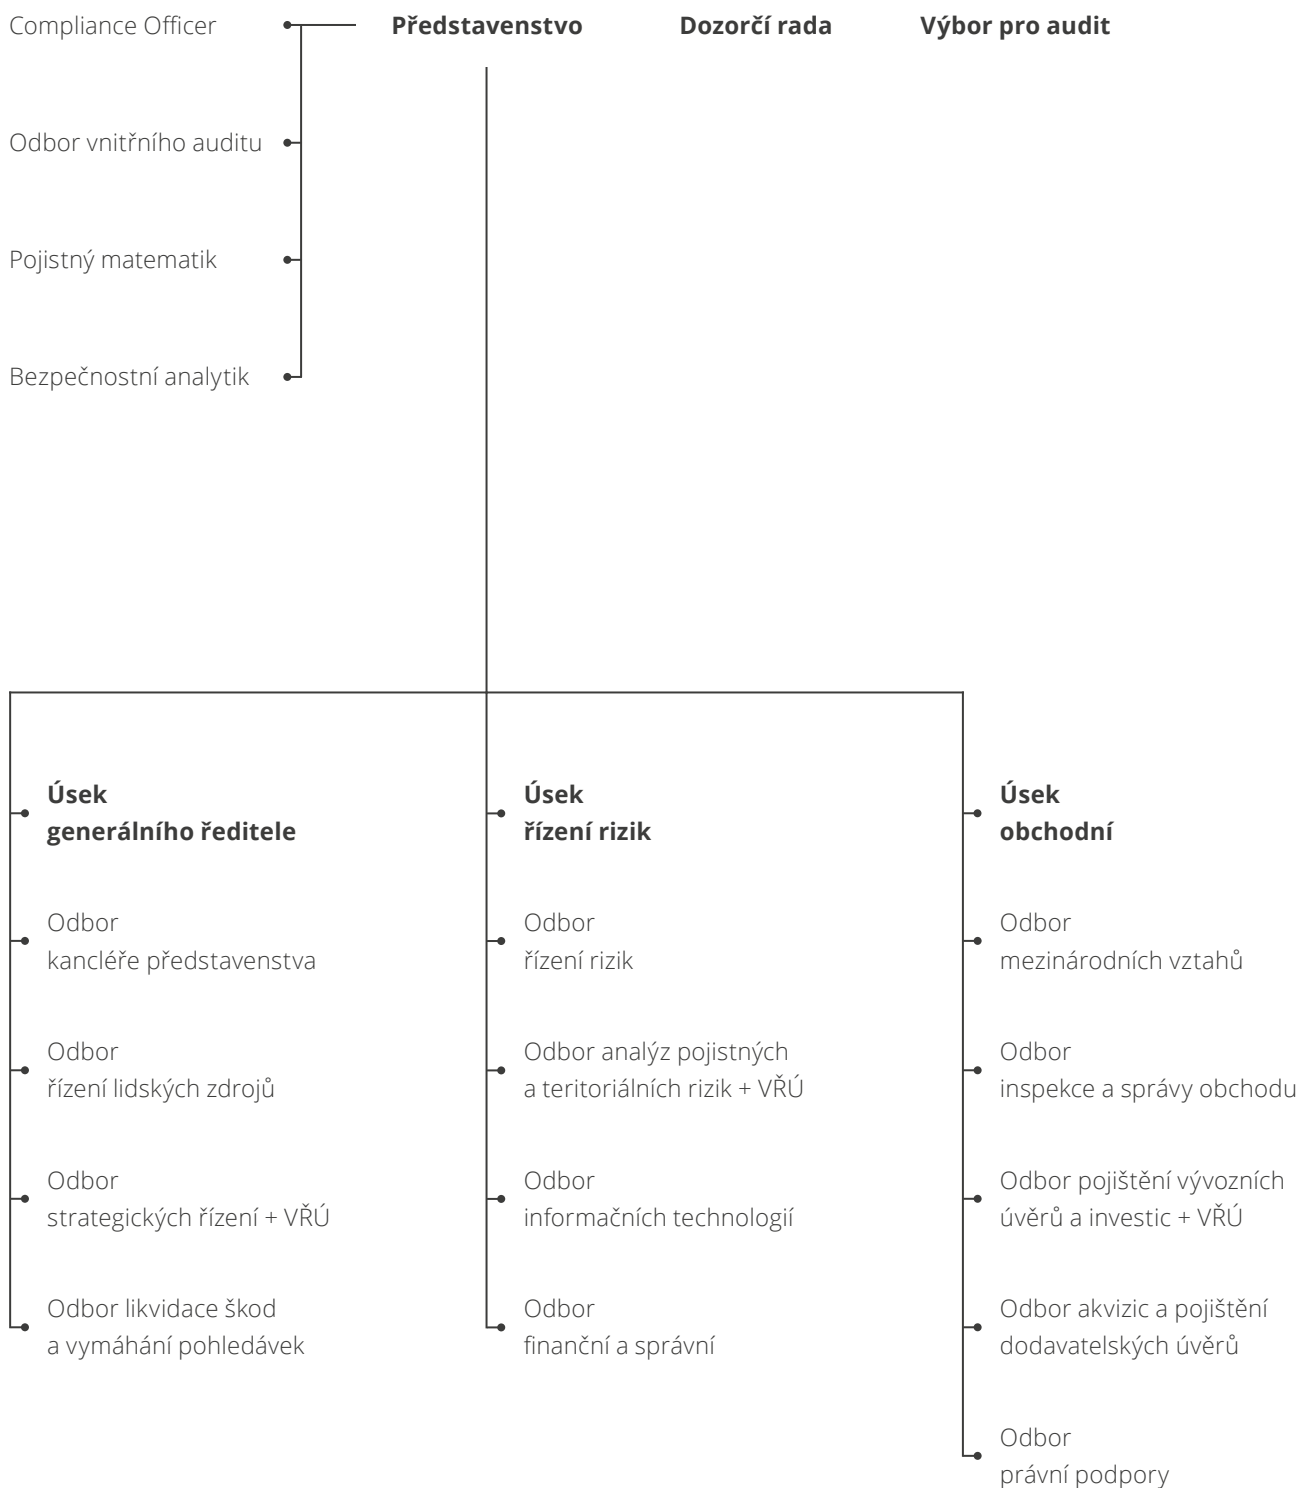 Compliance Officer
Představenstvo
Dozorčí rada
Výbor pro audit
Odbor vnitřního auditu
Pojistný matematik
Bezpečnostní analytik
Úsek
generálního ředitele
Odbor
kancléře představenstva
Odbor
řízení lidských zdrojů
Odbor
strategických řízení + VŘÚ
Odbor likvidace škod
a vymáhání pohledávek
Úsek
řízení rizik
Odbor
řízení rizik
Odbor analýz pojistných
a teritoriálních rizik + VŘÚ
Odbor
informačních technologií
Odbor
finanční a správní
Úsek
obchodní
Odbor
mezinárodních vztahů
Odbor
inspekce a správy obchodu
Odbor pojištění vývozních
úvěrů a investic + VŘÚ
Odbor akvizic a pojištění
dodavatelských úvěrů
Odbor
právní podpory